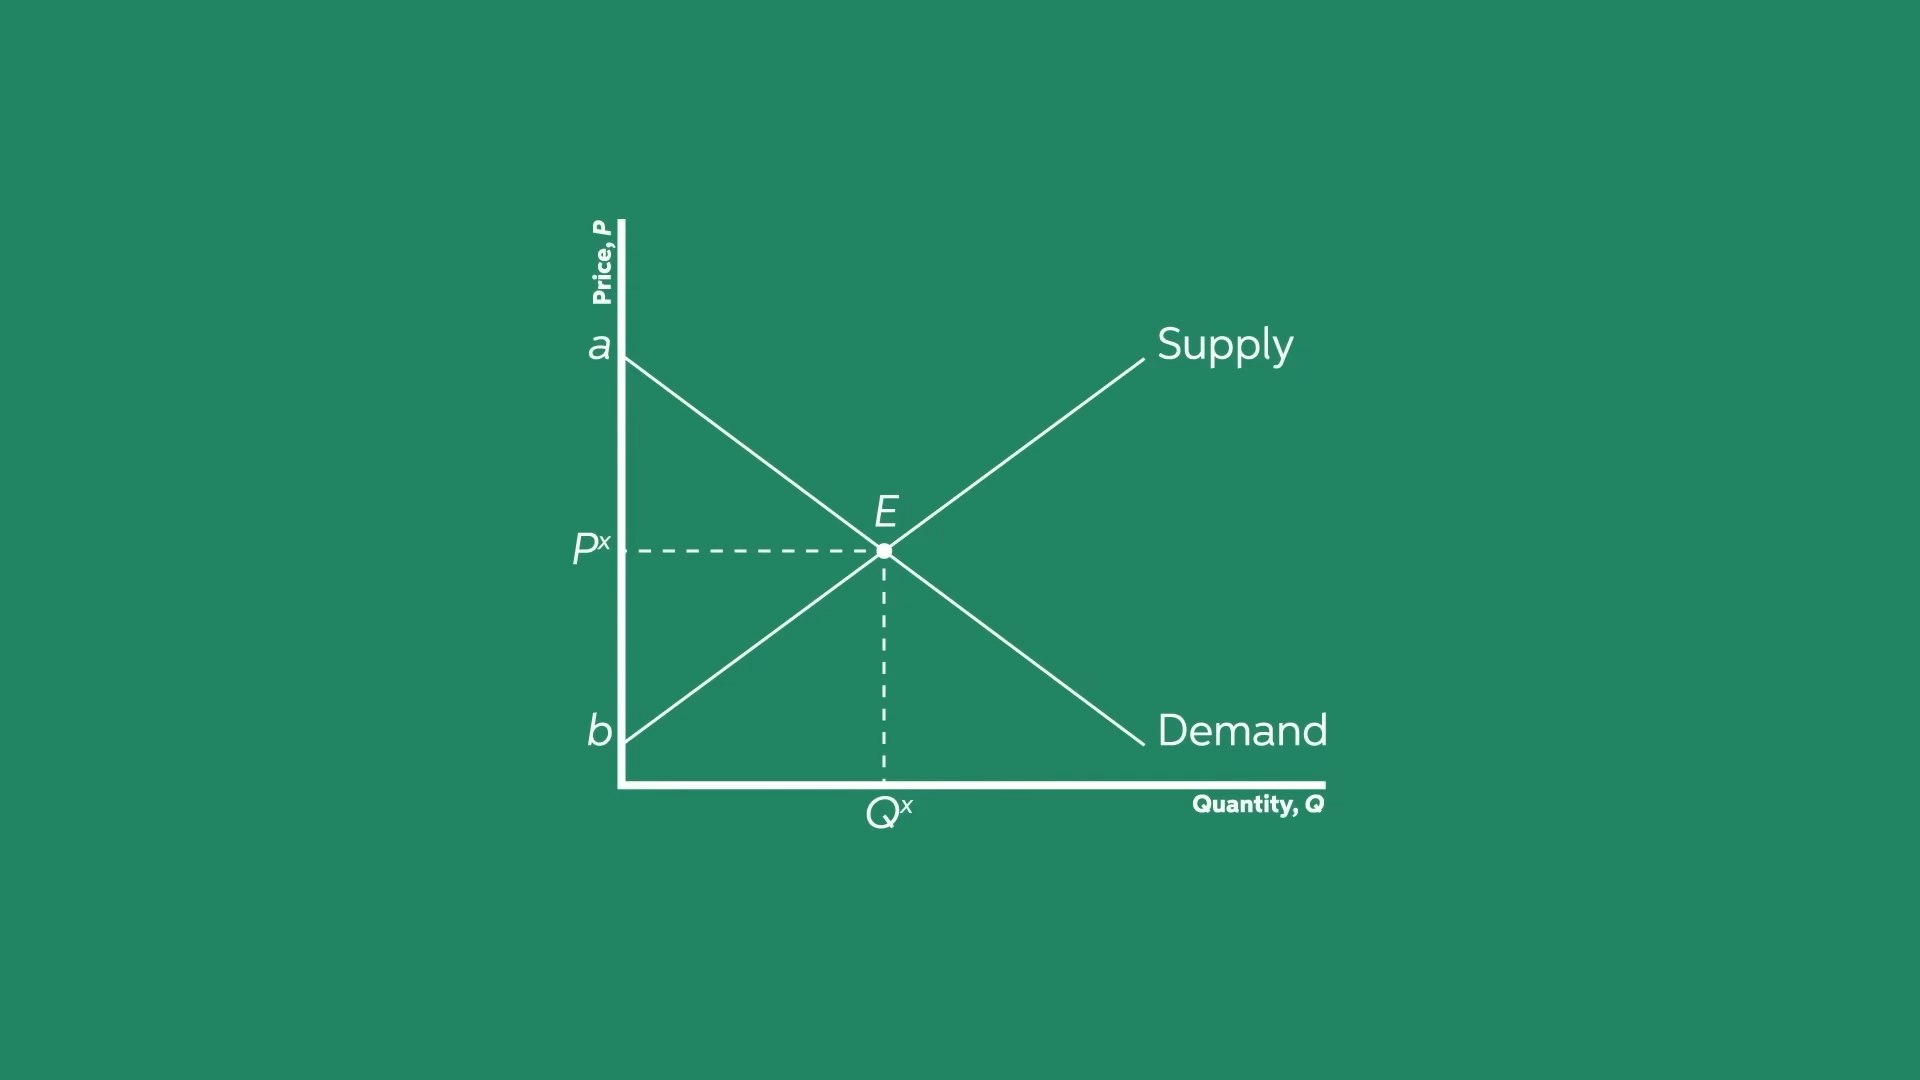 Price, P
a
Supply
E
Pˣ
b
Demand
Quantity, Q
Qˣ